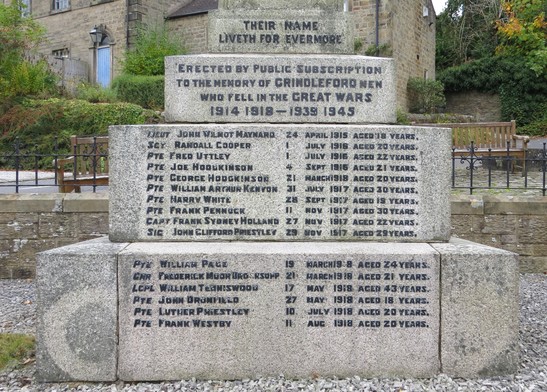 THEIR NAME
LIVETH FOR EVERMORE
ERECTED BY PUBLIC SUBSCRIPTION
TO THE MEMORY OF GRINDLEFORD MEN
WHO FELL IN THE GREAT WARS
1914 1918 – 1939 1945
LIEUT JOHN WILMOT MAYNARD 24 APRIL 1915 AGED 18 YEARS.
SGT RANDALL COOPER 1 JULY 1916 AGED 20 YEARS.
PTE FRED UTTLEY 1 JULY 1916 AGED 22 YEARS.
PTE JOE HODGKINSON 4 SEPT 1916 AGED 21 YEARS.
PTE GEORGE HODGKINSON 21 MARCH 1918 AGED 20 YEARS.
PTE WILLIAM ARTHUR KENYON 31 JULY 1917 AGED 30 YEARS.
PTE HARRY WHITE 28 SEPT 1917 AGED 19 YEARS.
PTE FRANK PENNOCK 11 NOV 1917 AGED 30 YEARS.
CAPT FRANK SYDNEY HOLLAND 27 NOV 1917 AGED 22 YEARS.
SIG JOHN CLIFFORD PRIESTLEY 29 NOV 1917 AGED 29 YEARS.
PTE WILLIAM PAGE 19 MARCH 1918 AGED 24 YEARS.
GNR FREDERICK 21 MARCH 1918 AGED 21 YEARS.
LCPL WILLIAM 17 MAY 1918 AGED 43 YEARS.
PTE JOHN DRONFIELD 27 MAY 1918 AGED 18 YEARS.
PTE LUTHER PRIESTLEY 10 JULY 1918 AGED 20 YEARS.
PTE FRANK WESTBY 11 AUG 1918 AGED 20 YEARS.